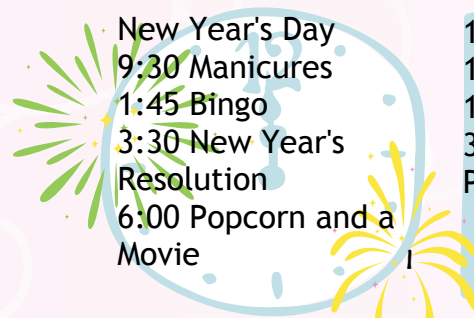 New Year's Day
9:30 Manicures
1:45 Bingo
3:30 New Year's
Resolution
6:00 Popcorn and a
Movie